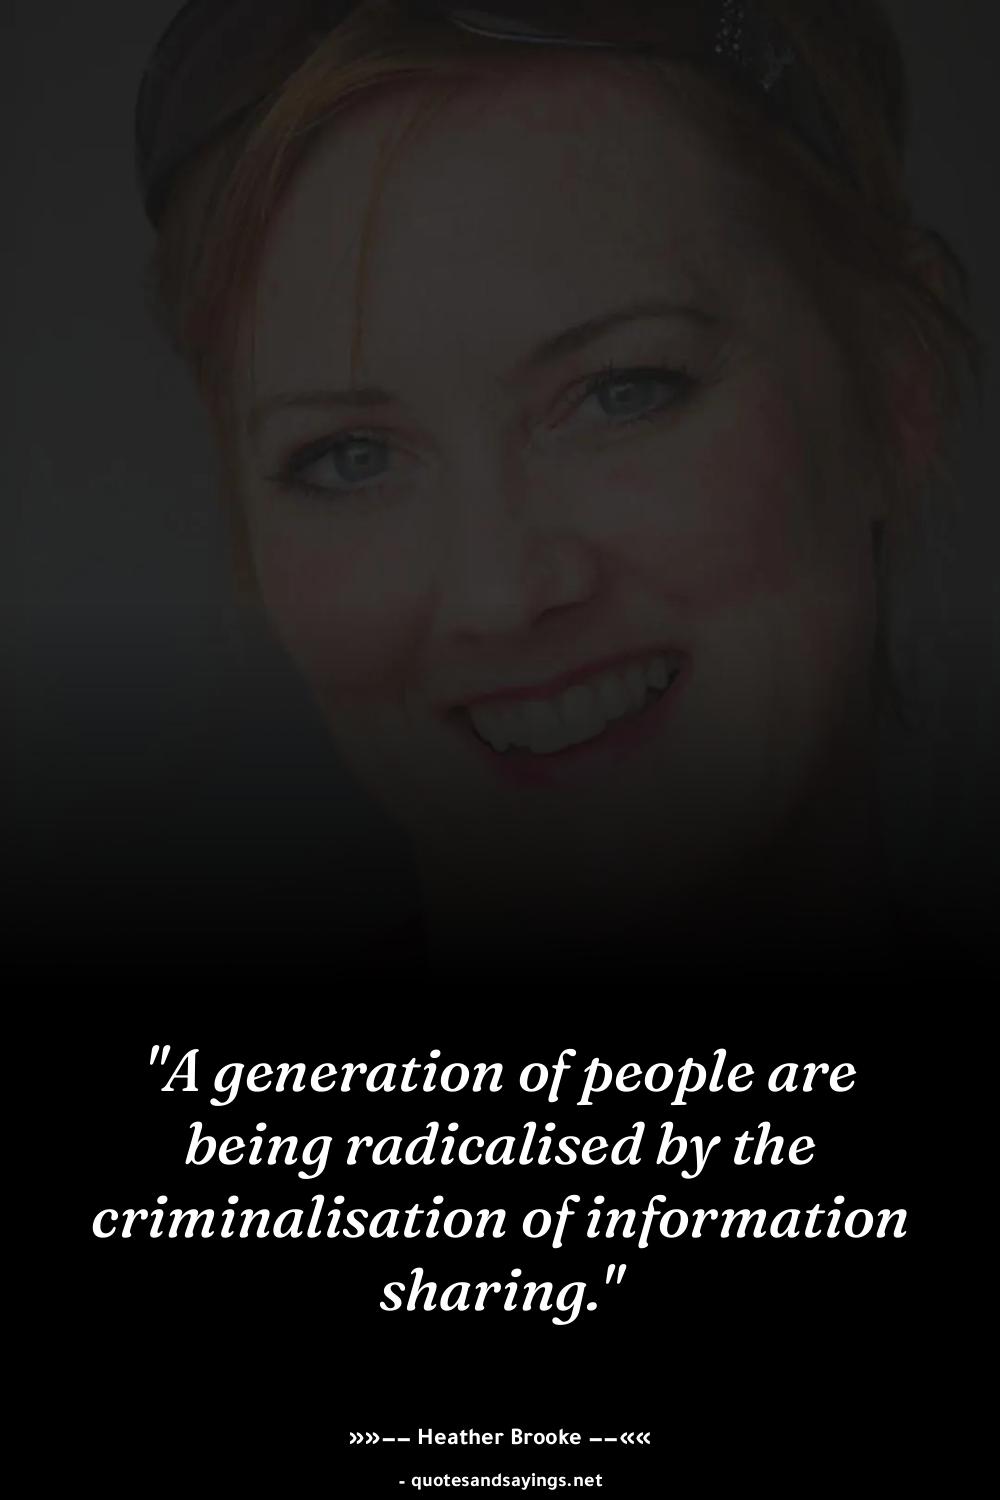 "A generation of people are
being radicalised by the
criminalisation of information
sharing."
»»−− Heather Brooke −−««
- quotesandsayings.net